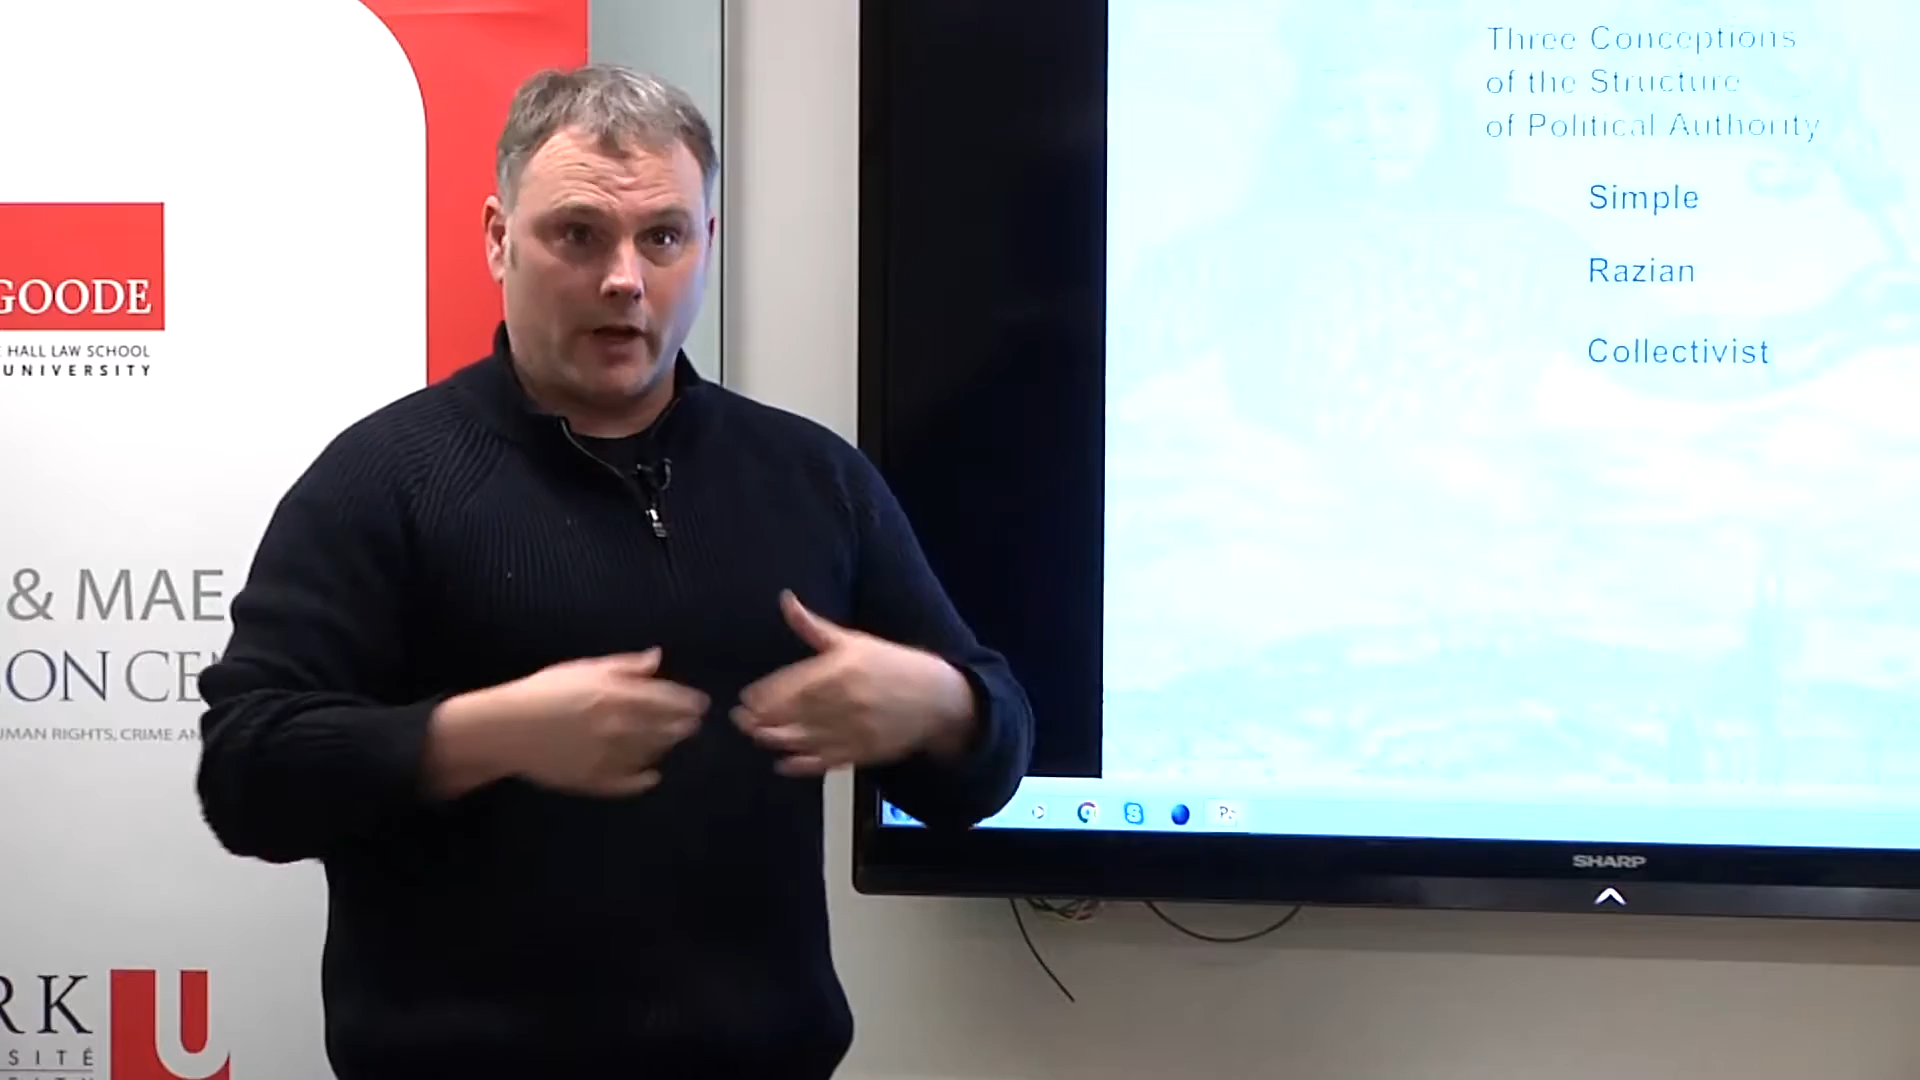 GOODE
HALL LAW SCHOOL
UNIVERSITY
& MAE
ON CE
UMAN RIGHTS, CRIME AN
RK
U
SITÉ
Three Conceptions
of the Structure
of Political Authority
Simple
Razian
Collectivist
SHARP